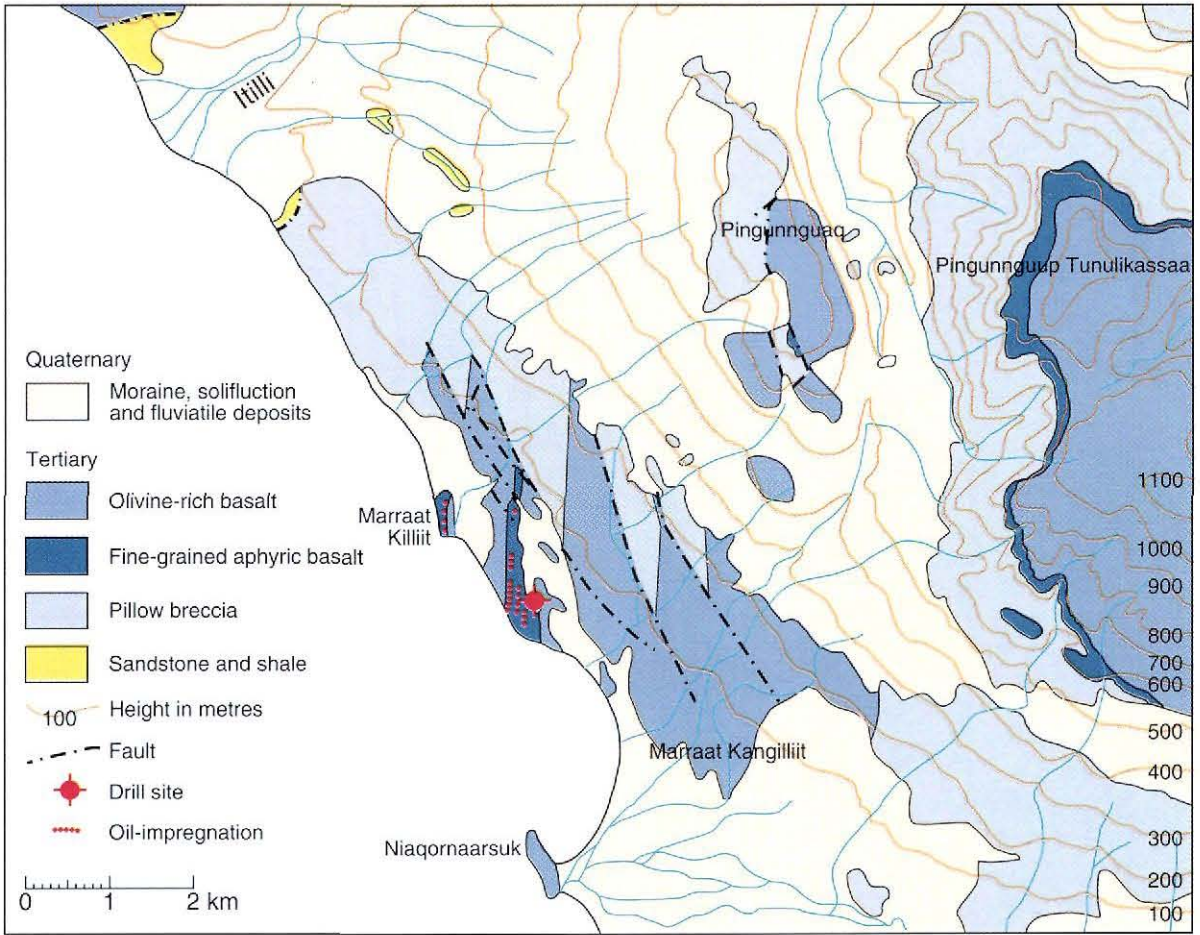 Itilli
Pingunnguaq
Pingunnguup Tunulikassaa
Marraat
Killiit
Marraat Kangilliit
Niaqornaarsuk
1100
1000
900
800
700
600
500
400
300
200
100
Quaternary
Moraine, solifluction
and fluviatile deposits
Tertiary
Olivine-rich basalt
Fine-grained aphyric basalt
Pillow breccia
Sandstone and shale
100 Height in metres
Fault
Drill site
Oil-impregnation
0 1 2 km